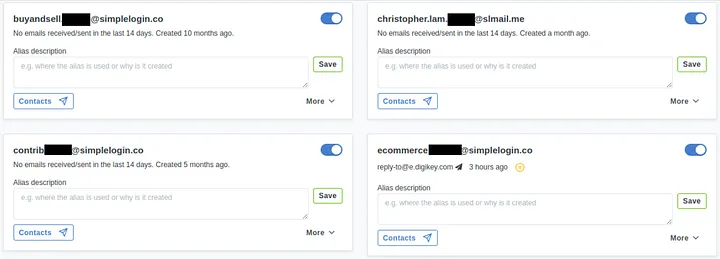 buyandsell. @simplelogin.co
No emails received/sent in the last 14 days. Created 10 months ago.
Alias description
e.g. where the alias is used or why is it created
Save
Contacts
More
christopher.lam. @slmail.me
No emails received/sent in the last 14 days. Created a month ago.
Alias description
e.g. where the alias is used or why is it created
Save
Contacts
More
contrib @simplelogin.co
No emails received/sent in the last 14 days. Created 5 months ago.
Alias description
e.g. where the alias is used or why is it created
Save
Contacts
More
ecommerce @simplelogin.co
reply-to@e.digikey.com 3 hours ago
Alias description
e.g. where the alias is used or why is it created
Save
Contacts
More